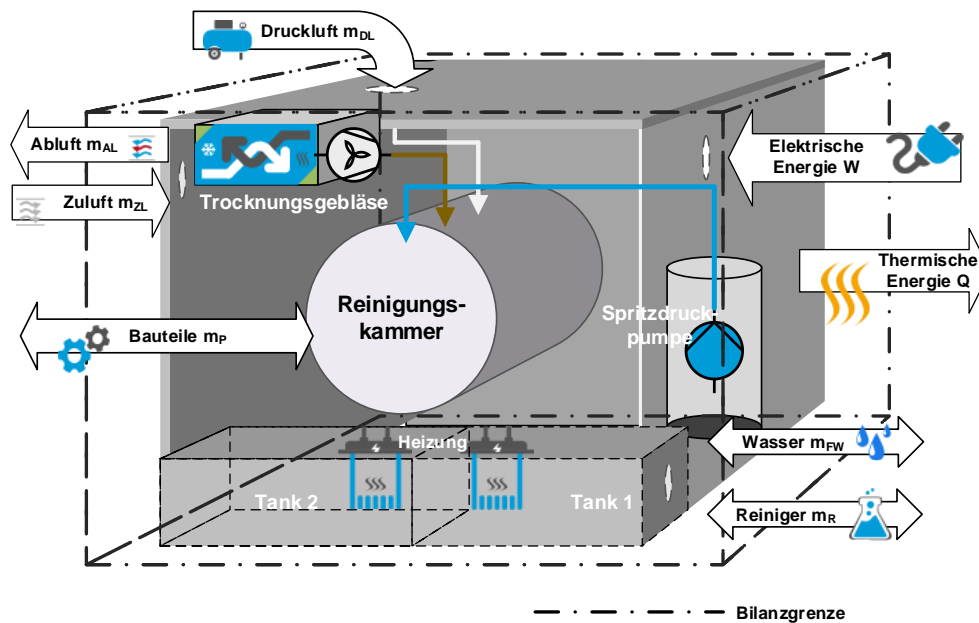 Druckluft mDL
Abluft mAL
Elektrische
Energie W
Zuluft mZL
Trocknungsgebläse
Thermische
Energie Q
Reinigungs-
kammer
Spritzdruck-
pumpe
Bauteile mP
Heizung
Wasser mFW
Tank 2
Tank 1
Reiniger mR
Bilanzgrenze